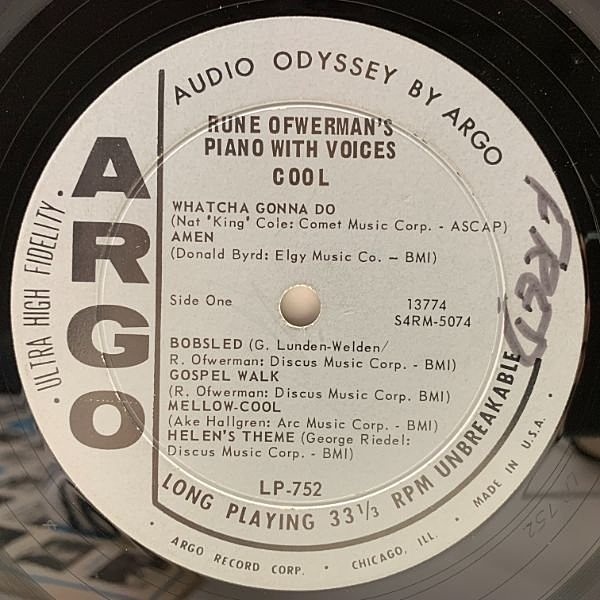 AUDIO ODYSSEY BY ARGO
RUNE OFWERMAN'S
PIANO WITH VOICES
COOL
ARGO
· ULTRA HIGH FIDELITY ·
WHATCHA GONNA DO
(Nat 'King' Cole: Comet Music Corp. - ASCAP)
AMEN
(Donald Byrd: Elgy Music Co. – BMI)
Side One
13774
S4RM-5074
BOBSLED (G. Lunden-Welden/
R. Ofwerman: Discus Music Corp. - BMI)
GOSPEL WALK
(R. Ofwerman: Discus Music Corp. - BMI)
MELLOW-COOL
(Ake Hallgren: Arc Music Corp. - BMI)
HELEN'S THEME (George Riedel:
Discus Music Corp. - BMI)
LP-752
LONG PLAYING 33 1/3 RPM UNBREAKABLE
· ARGO RECORD CORP. · CHICAGO, ILL. · MADE IN U.S.A. ·